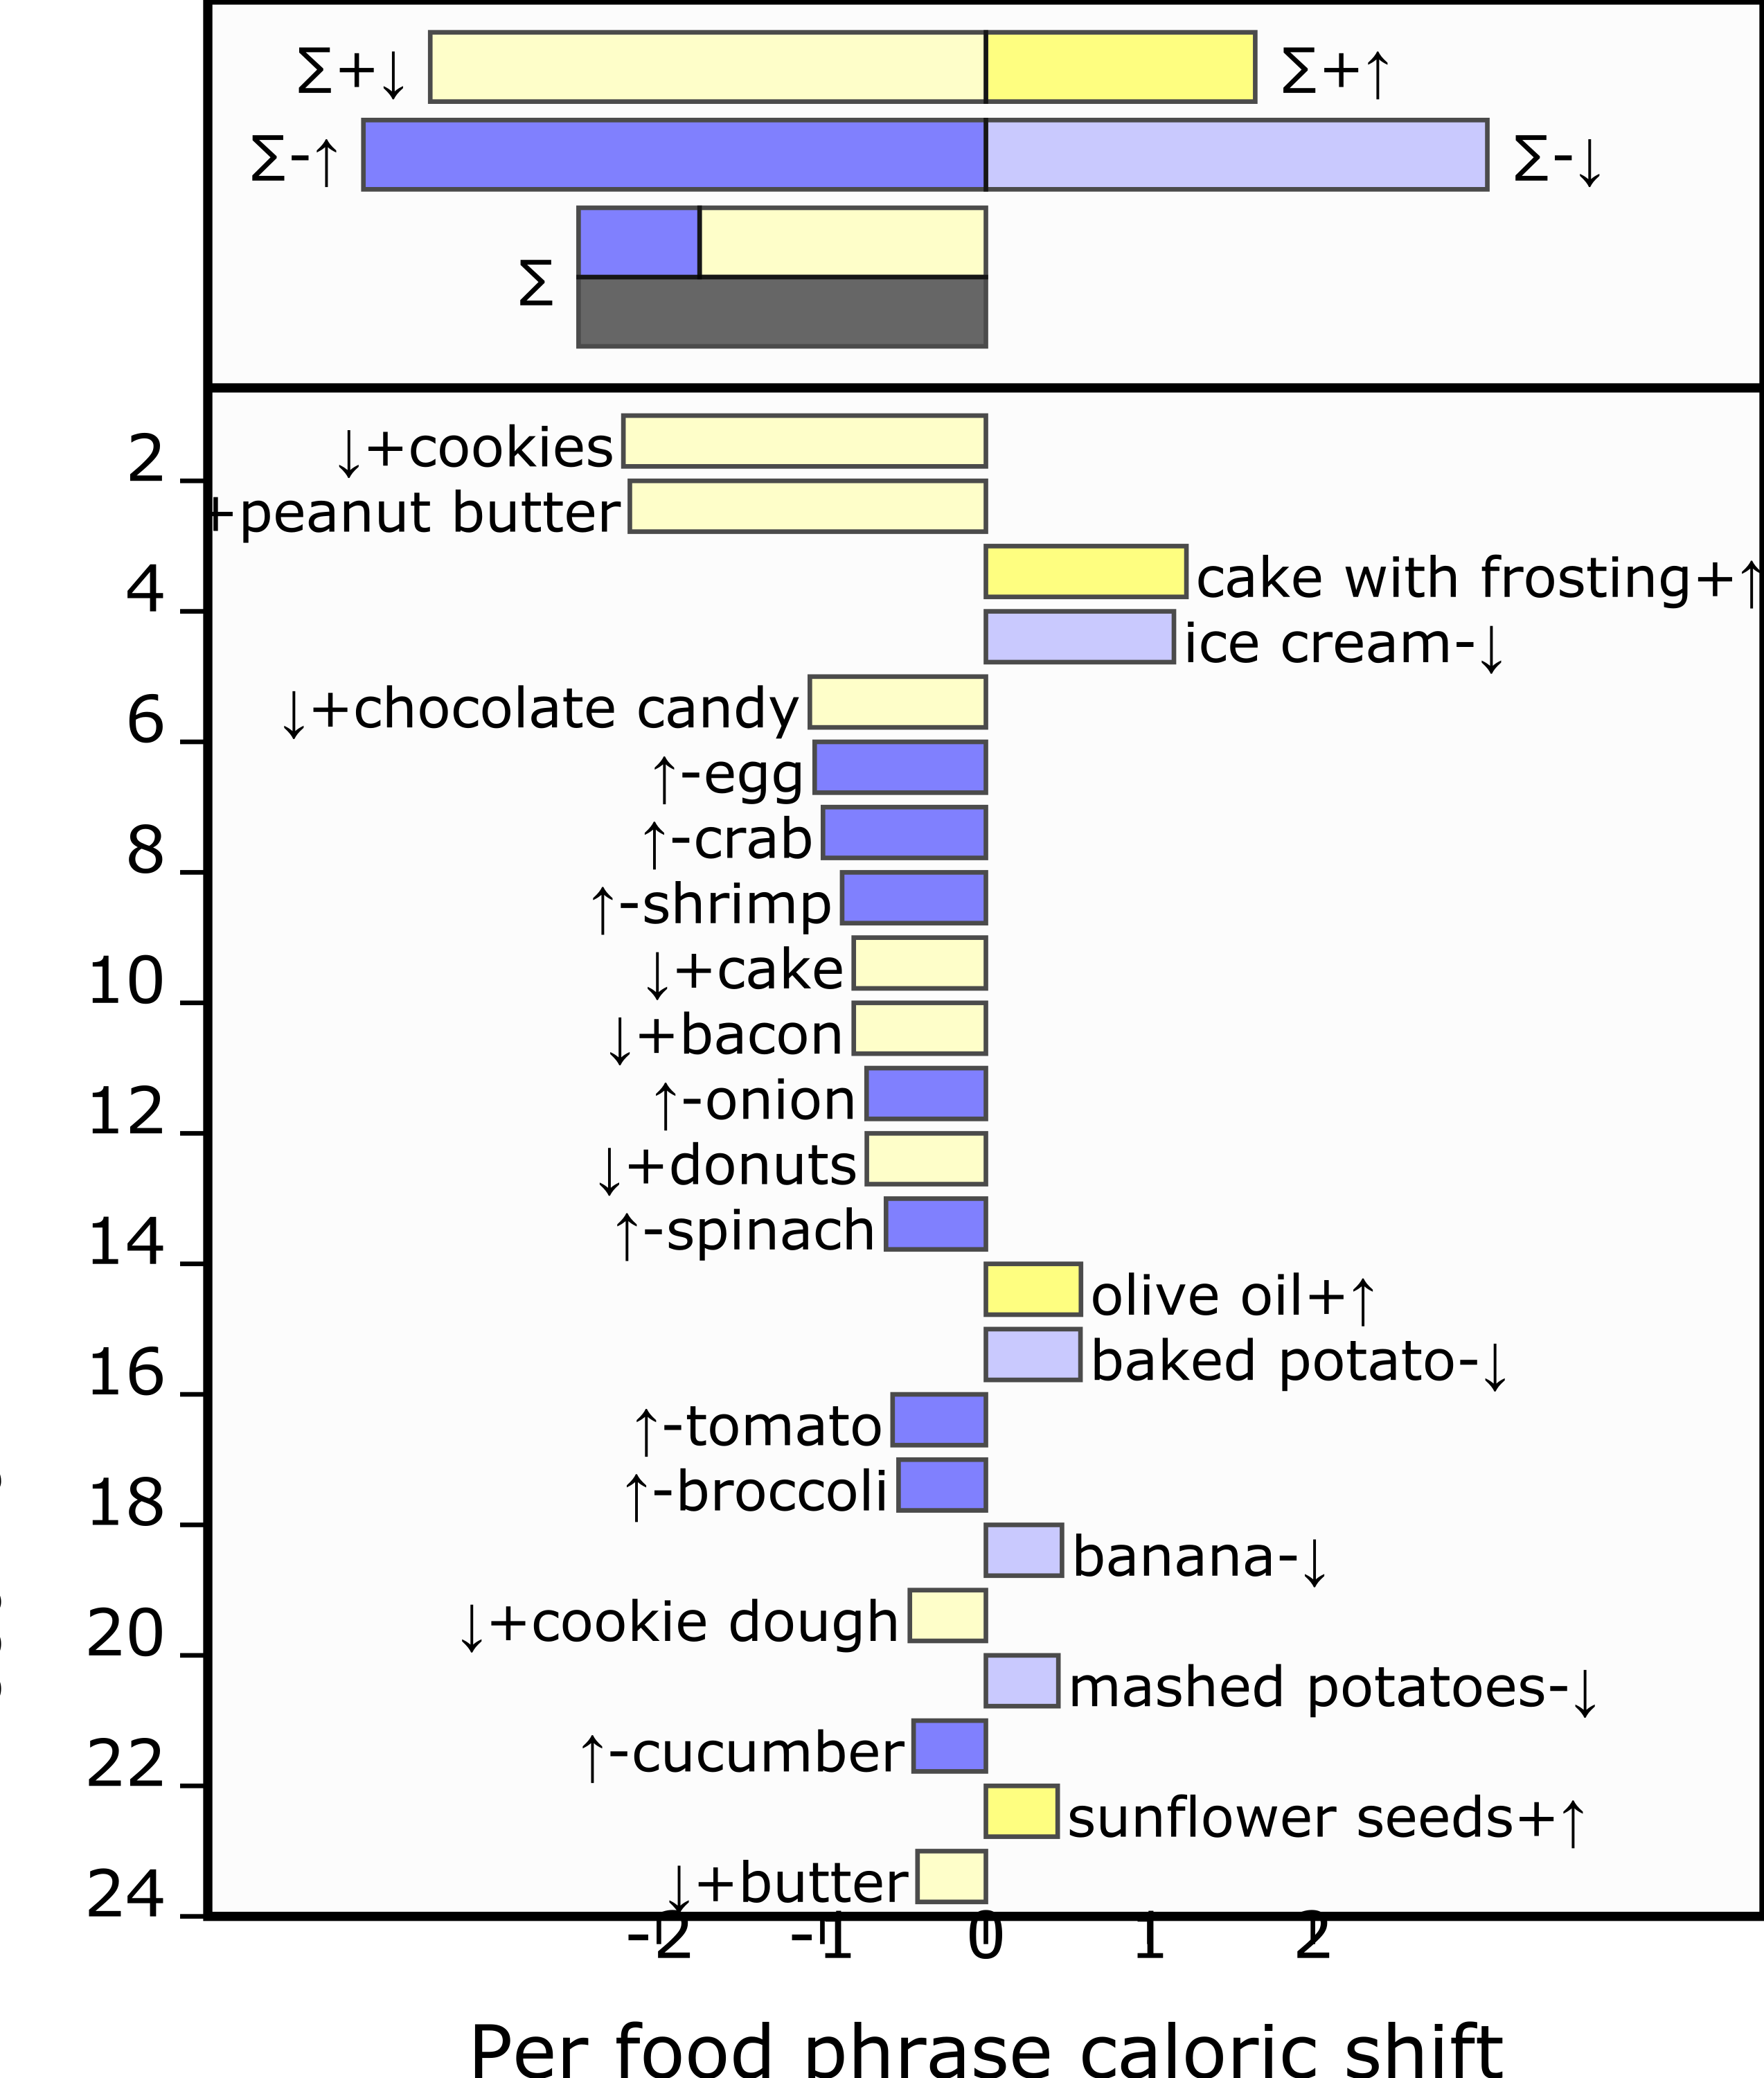 ∑+↓ ∑+↑
∑-↑ ∑-↓
∑
2
↓+cookies
+peanut butter
4
cake with frosting+↑
ice cream-↓
6
↓+chocolate candy
↑-egg
8
↑-crab
↑-shrimp
10
↓+cake
↓+bacon
12
↑-onion
↓+donuts
14
↑-spinach
olive oil+↑
16
baked potato-↓
↑-tomato
18
↑-broccoli
banana-↓
20
↓+cookie dough
mashed potatoes-↓
22
↑-cucumber
sunflower seeds+↑
24
↓+butter
-2 -1 0 1 2
Per food phrase caloric shift